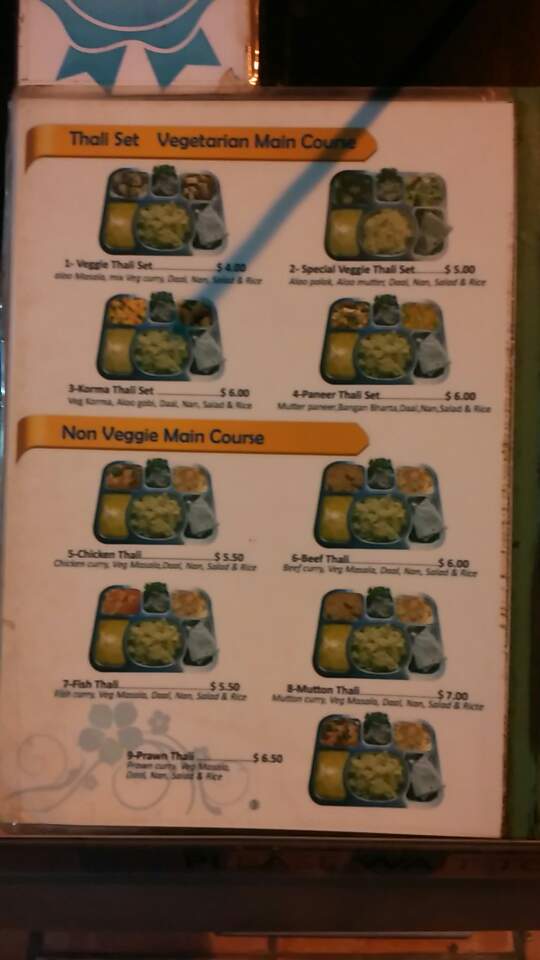 Thali Set Vegetarian Main Course
1- Veggie Thali Set $ 4.00
aloo Masala, mix Veg curry, Daal, Nan, Salad & Rice
2- Special Veggie Thali Set $ 5.00
Aloo palak, Aloo mutter, Daal, Nan, Salad & Rice
3-Korma Thali Set $ 6.00
Veg Korma, Aloo gobi, Daal, Nan, Salad & Rice
4-Paneer Thali Set $ 6.00
Mutter paneer,Bangan Bharta,Daal,Nan,Salad & Rice
Non Veggie Main Course
5-Chicken Thali $ 5.50
Chicken curry, Veg Masala,Daal, Nan, Salad & Rice
6-Beef Thali $ 6.00
Beef curry, Veg Masala, Daal, Nan, Salad & Rice
7-Fish Thali $ 5.50
Fish curry, Veg Masala, Daal, Nan, Salad & Rice
8-Mutton Thali $ 7.00
Mutton curry, Veg Masala, Daal, Nan, Salad & Ricte
9-Prawn Thali $ 6.50
Prawn curry, Veg Masala,
Daal, Nan, Salad & Rice